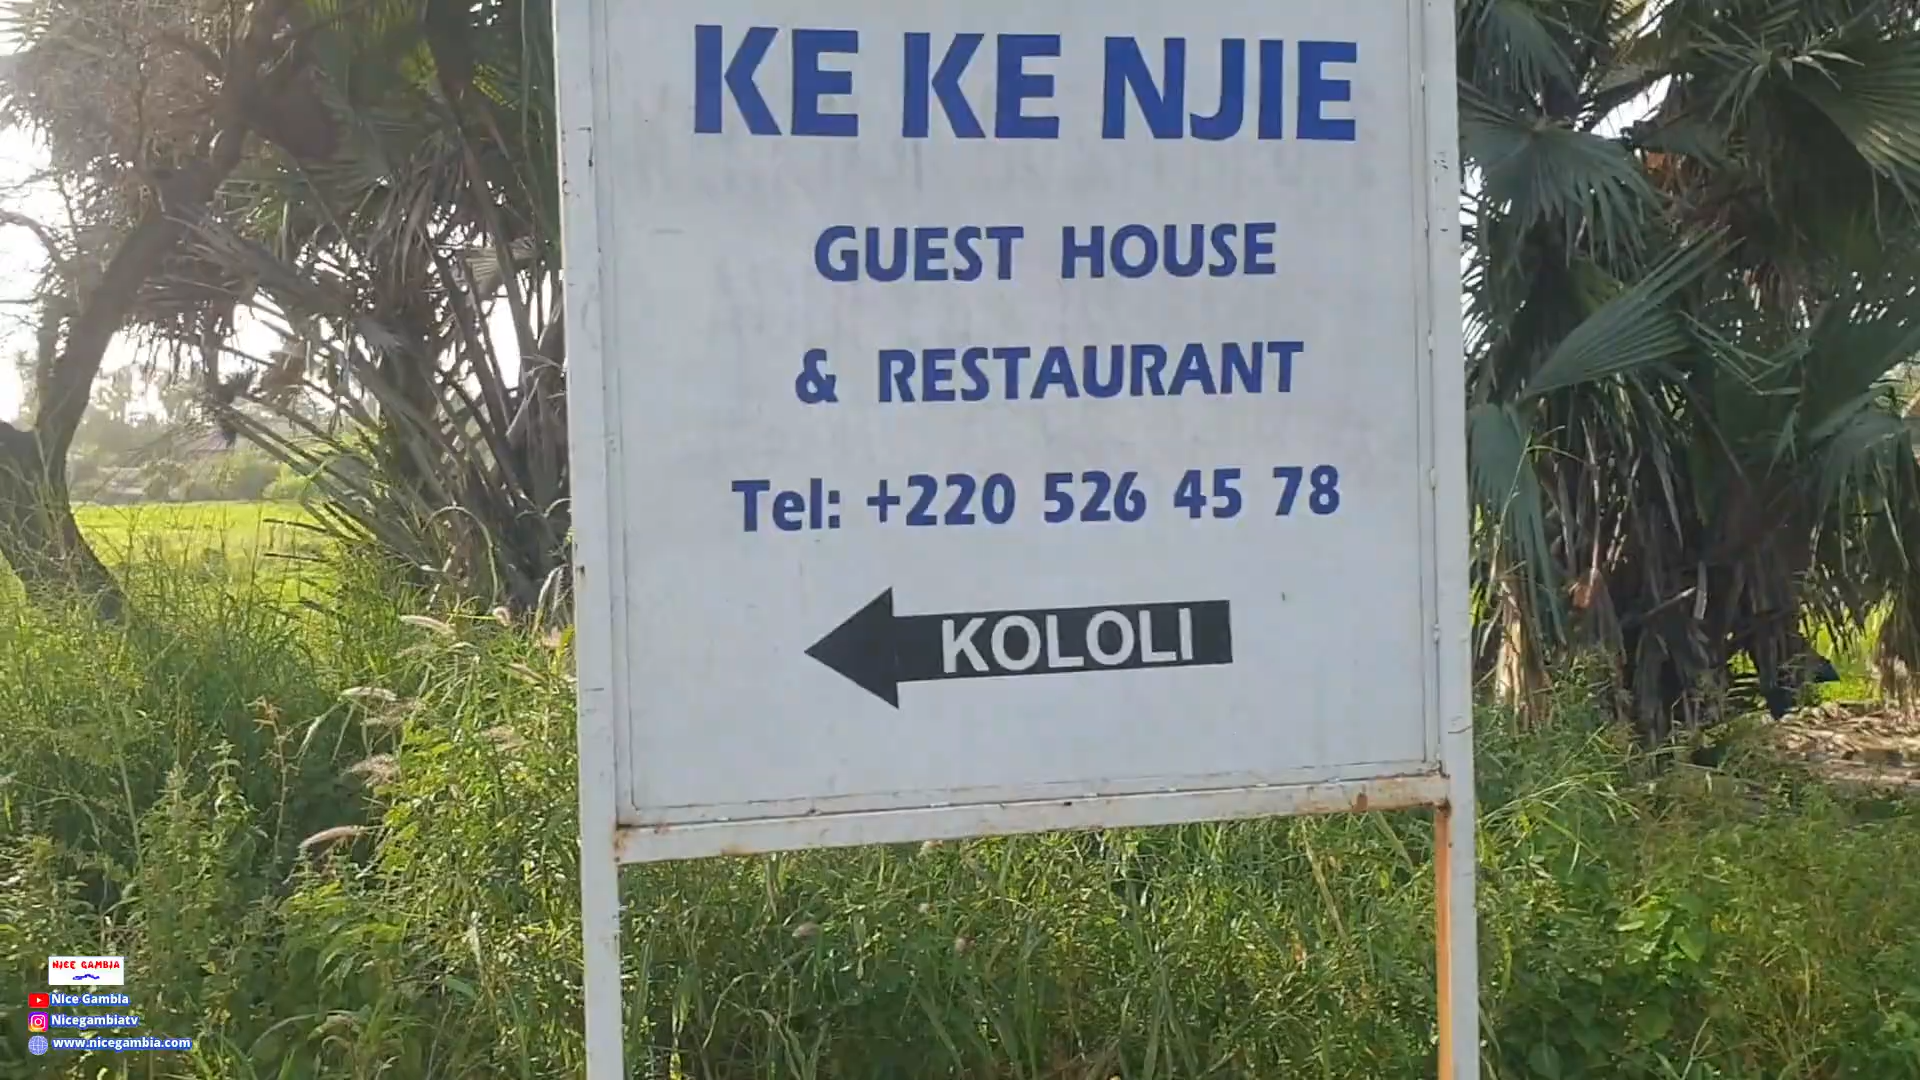 KE KE NJIE
GUEST HOUSE
& RESTAURANT
Tel: +220 526 45 78
KOLOLI
NICE GAMBIA
Nice Gambia
Nicegambiatv
www.nicegambia.com